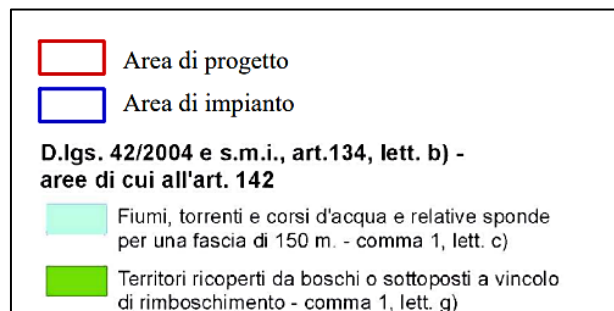 Area di progetto
Area di impianto
D.lgs. 42/2004 e s.m.i., art.134, lett. b) -
aree di cui all'art. 142
Fiumi, torrenti e corsi d'acqua e relative sponde
per una fascia di 150 m. - comma 1, lett. c)
Territori ricoperti da boschi o sottoposti a vincolo
di rimboschimento - comma 1, lett. g)